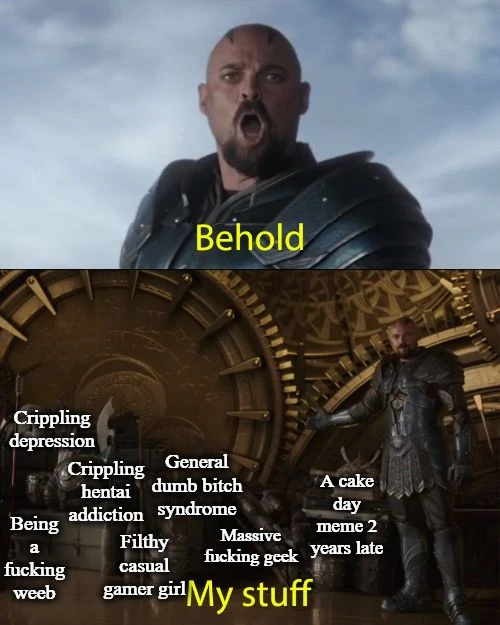 Behold
Crippling
depression
Crippling
hentai
addiction
General
dumb bitch
syndrome
A cake
day
meme 2
years late
Being
a
fucking
weeb
Filthy
casual
gamer girl
Massive
fucking geek
My stuff